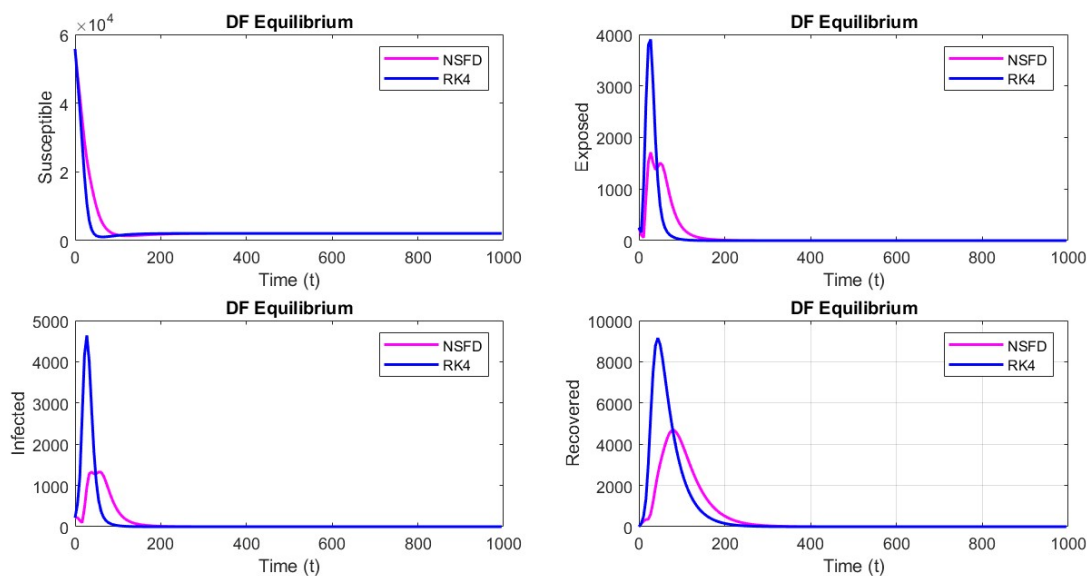 DF Equilibrium
×10⁴
6
4
2
0
Susceptible
0 200 400 600 800 1000
Time (t)
NSFD
RK4
DF Equilibrium
4000
3000
2000
1000
0
Exposed
0 200 400 600 800 1000
Time (t)
NSFD
RK4
DF Equilibrium
5000
4000
3000
2000
1000
0
Infected
0 200 400 600 800 1000
Time (t)
NSFD
RK4
DF Equilibrium
10000
8000
6000
4000
2000
0
Recovered
0 200 400 600 800 1000
Time (t)
NSFD
RK4